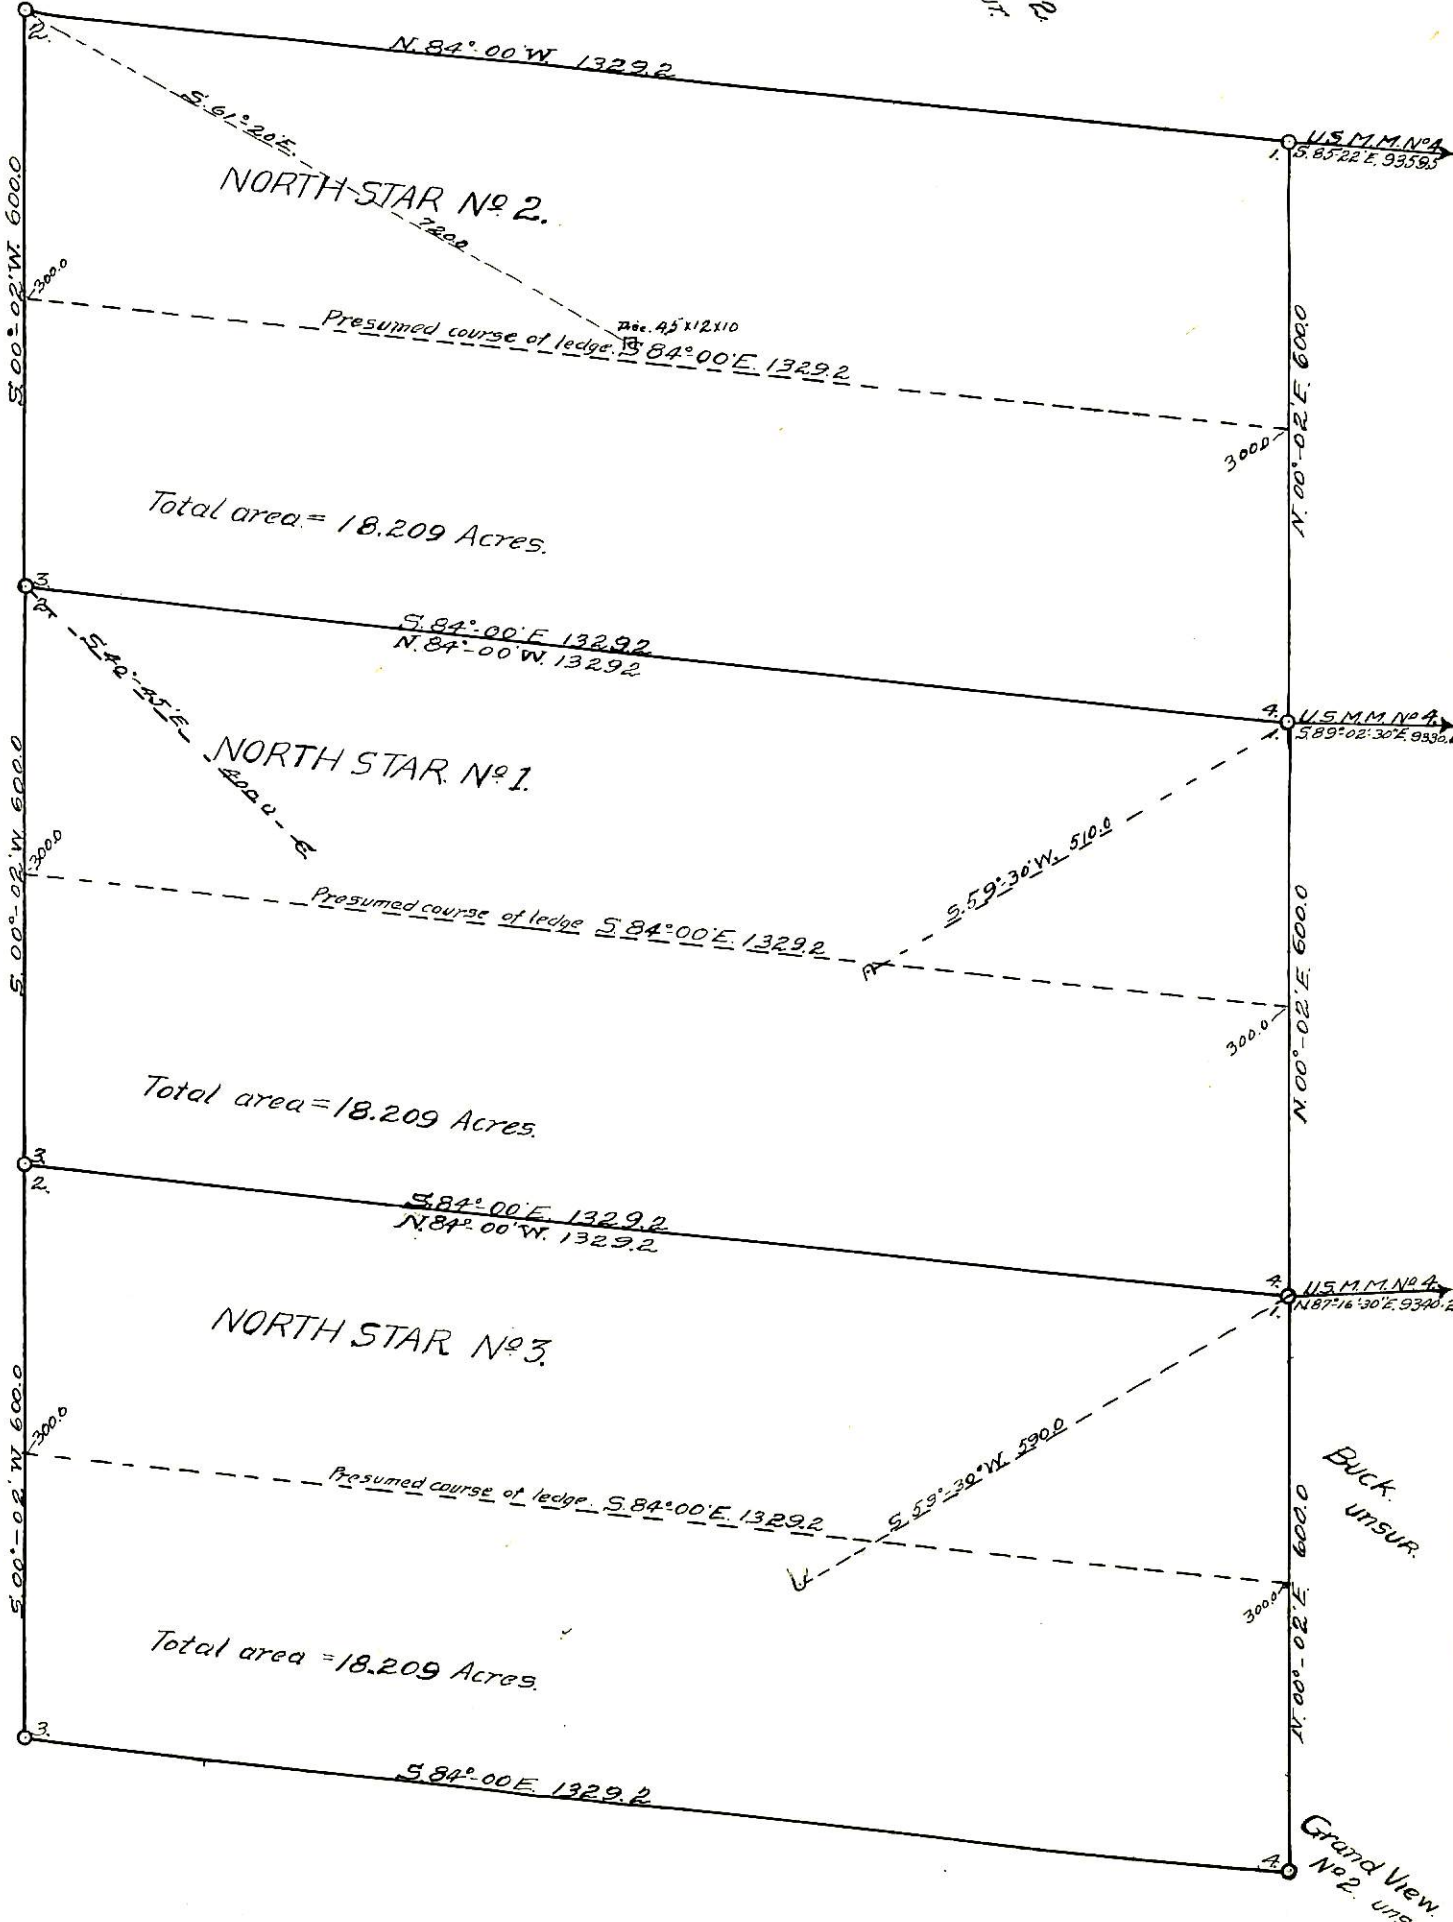 2.
N. 84°-00'W. 1329.2
2.
S. 61°-20'E.
720.0
NORTH STAR Nº 2.
1.
U.S.M.M. Nº 4
S. 85°22'E. 9359.5
S. 00°-02'W. 600.0
300.0
Dis. 4.5x12x10
Presumed course of ledge. S 84°-00'E. 1329.2
300.0
N. 00°-02'E. 600.0
Total area = 18.209 Acres.
3.
2.
S. 84°-00'E. 1329.2
N. 84°-00'W. 1329.2
4.
1.
U.S.M.M. Nº 4.
S. 89°-02'-30"E.
400.0
NORTH STAR. Nº 1.
S. 59°-30'W. 510.0
S. 00°-02'W. 600.0
300.0
Presumed course of ledge S. 84°-00'E. 1329.2
300.0
N. 00°-02'E. 600.0
Total area = 18.209 Acres.
3.
2.
S. 84°-00'E. 1329.2
N. 84°-00'W. 1329.2
4.
1.
U.S.M.M. Nº 4.
N. 87°-16'-30"E. 9340.2
NORTH STAR Nº 3.
S. 59°-30'W. 590.0
S. 00°-02'W. 600.0
300.0
Presumed course of ledge. S. 84°-00'E. 1329.2
300.0
N. 00°-02'E. 600.0
Buck.
unsur.
Total area = 18.209 Acres.
3.
S. 84°-00'E. 1329.2
4.
Grand View.
Nº 2.